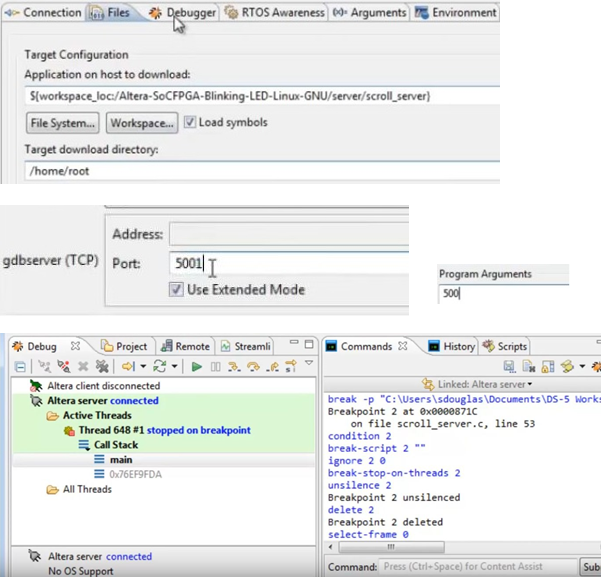 Connection Files Debugger RTOS Awareness Arguments Environment
Target Configuration
Application on host to download:
${workspace_loc:/Altera-SoCFPGA-Blinking-LED-Linux-GNU/server/scroll_server}
File System... Workspace... Load symbols
Target download directory:
/home/root
Address:
gdbserver (TCP) Port: 5001
Use Extended Mode
Program Arguments
500
Debug Project Remote Streamli
Altera client disconnected
Altera server connected
Active Threads
Thread 648 #1 stopped on breakpoint
Call Stack
main
0x76EF9FDA
All Threads
Altera server connected
No OS Support
Commands History Scripts
Linked: Altera server
break -p "C:\Users\sdouglas\Documents\DS-5 Works
Breakpoint 2 at 0x0000871C
on file scroll_server.c, line 53
condition 2
break-script 2 ""
ignore 2 0
break-stop-on-threads 2
unsilence 2
Breakpoint 2 unsilenced
delete 2
Breakpoint 2 deleted
select-frame 0
Command: Press (Ctrl+Space) for Content Assist Sub